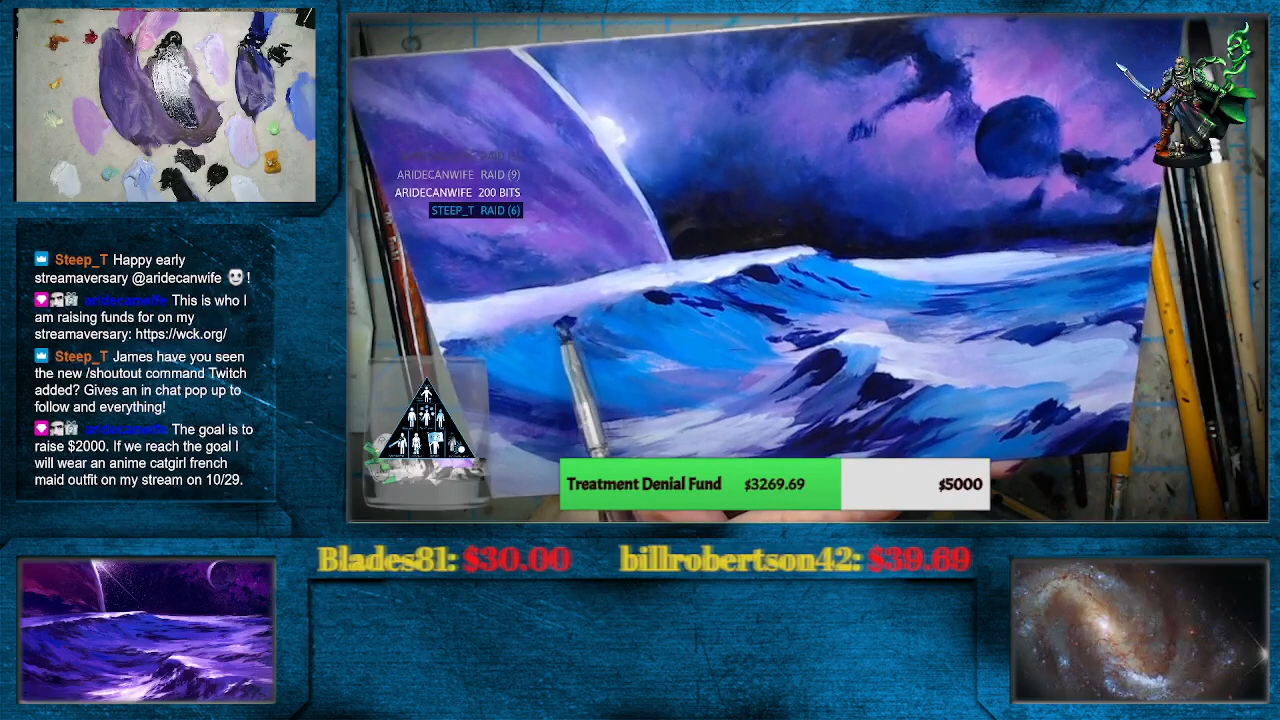 ARIDECANWIFE RAID (9)
ARIDECANWIFE 200 BITS
STEEP_T RAID (6)
Steep_T Happy early
streamaversary @aridecanwife !
aridecanwife This is who I
am raising funds for on my
streamaversary: https://wck.org/
Steep_T James have you seen
the new /shoutout command Twitch
added? Gives an in chat pop up to
follow and everything!
aridecanwife The goal is to
raise $2000. If we reach the goal I
will wear an anime catgirl french
maid outfit on my stream on 10/29.
Treatment Denial Fund $3269.69 $5000
Blades81: $30.00 billrobertson42: $39.69